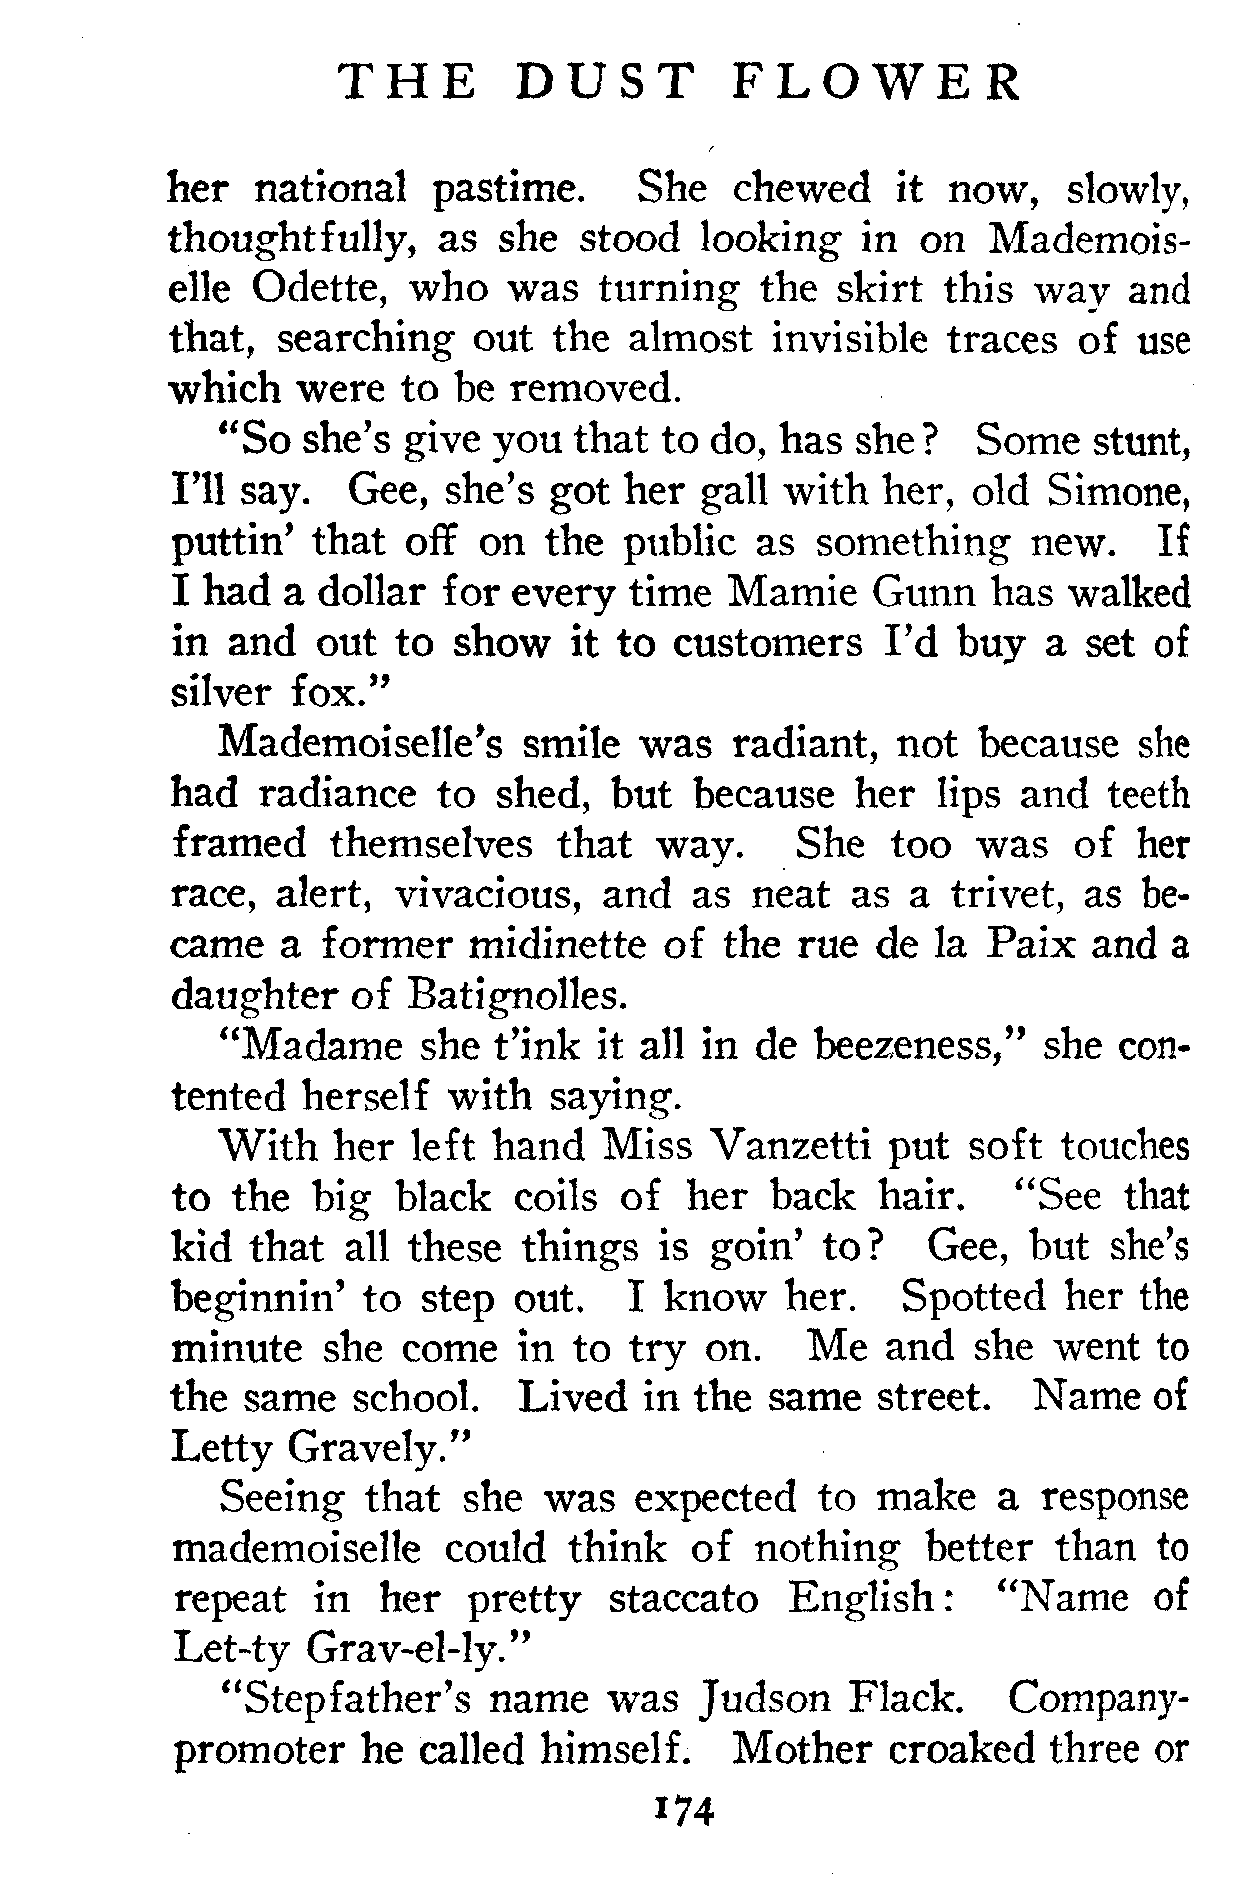 THE DUST FLOWER
her national pastime. She chewed it now, slowly,
thoughtfully, as she stood looking in on Mademois-
elle Odette, who was turning the skirt this way and
that, searching out the almost invisible traces of use
which were to be removed.
“So she's give you that to do, has she? Some stunt,
I'll say. Gee, she's got her gall with her, old Simone,
puttin' that off on the public as something new. If
I had a dollar for every time Mamie Gunn has walked
in and out to show it to customers I'd buy a set of
silver fox.”
Mademoiselle's smile was radiant, not because she
had radiance to shed, but because her lips and teeth
framed themselves that way. She too was of her
race, alert, vivacious, and as neat as a trivet, as be-
came a former midinette of the rue de la Paix and a
daughter of Batignolles.
“Madame she t'ink it all in de beezeness,” she con-
tented herself with saying.
With her left hand Miss Vanzetti put soft touches
to the big black coils of her back hair. “See that
kid that all these things is goin' to? Gee, but she's
beginnin' to step out. I know her. Spotted her the
minute she come in to try on. Me and she went to
the same school. Lived in the same street. Name of
Letty Gravely.”
Seeing that she was expected to make a response
mademoiselle could think of nothing better than to
repeat in her pretty staccato English: “Name of
Let-ty Grav-el-ly.”
“Stepfather's name was Judson Flack. Company-
promoter he called himself. Mother croaked three or
174